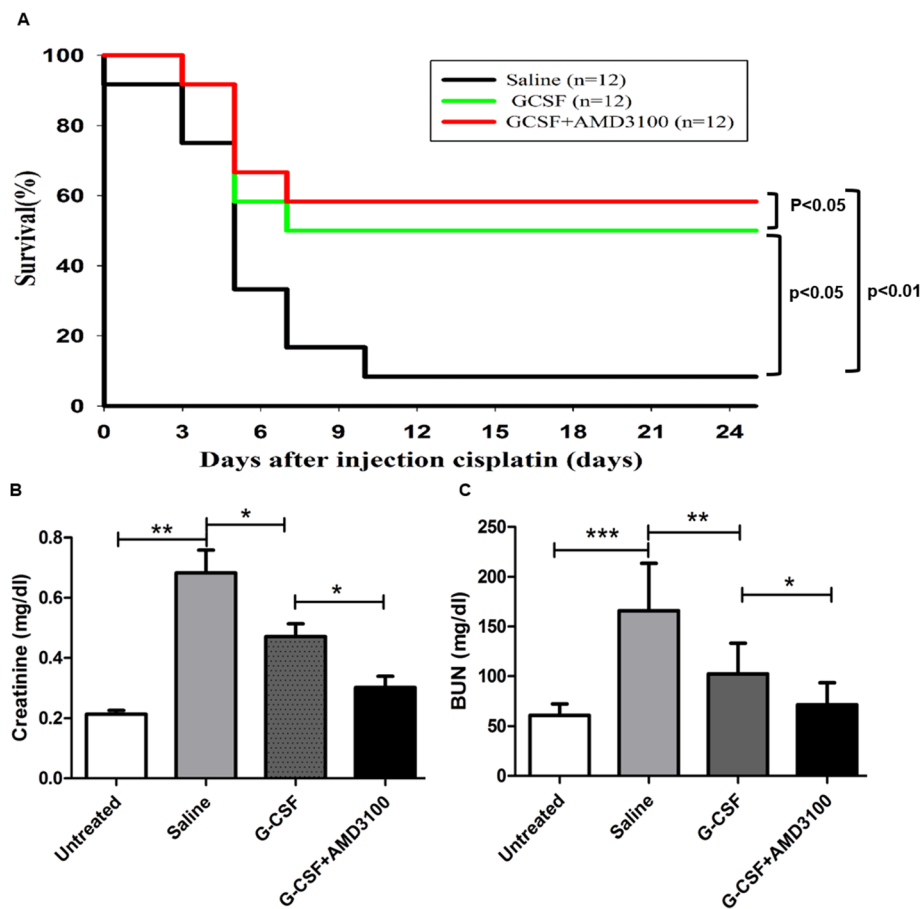 A
100
80
60
40
20
0
Survival(%)
Saline (n=12)
GCSF (n=12)
GCSF+AMD3100 (n=12)
P<0.05
p<0.05
p<0.01
0 3 6 9 12 15 18 21 24
Days after injection cisplatin (days)
B
0.8
0.6
0.4
0.2
0.0
Creatinine (mg/dl)
** * *
Untreated
Saline
G-CSF
G-CSF+AMD3100
C
250
200
150
100
50
0
BUN (mg/dl)
*** ** *
Untreated
Saline
G-CSF
G-CSF+AMD3100